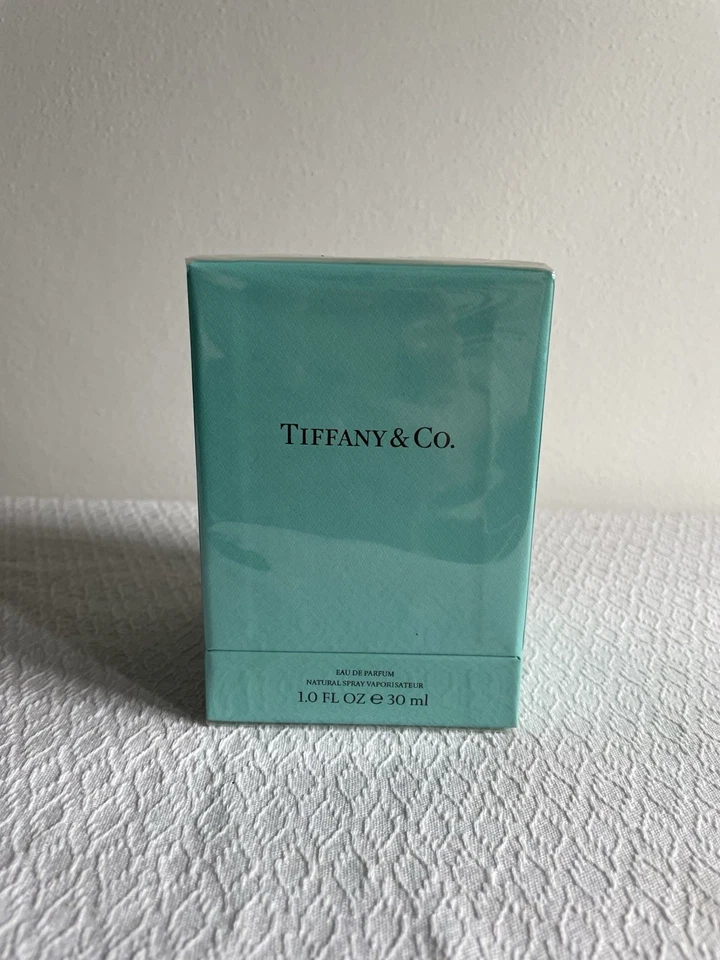 TIFFANY & CO.
EAU DE PARFUM
NATURAL SPRAY VAPORISATEUR
1.0 FL OZ ℮ 30 ml